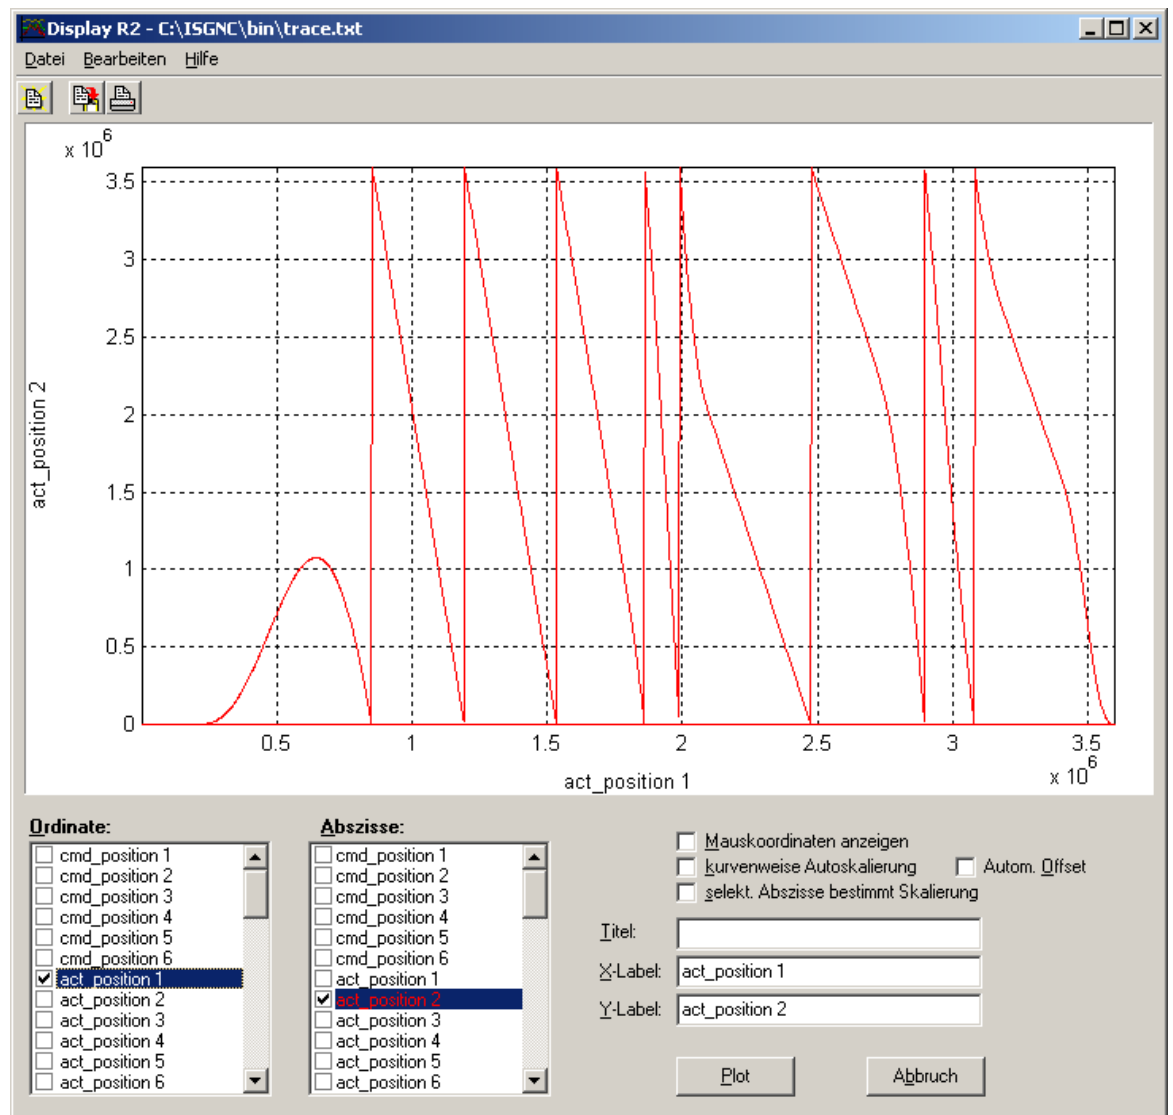 Display R2 - C:\ISGNC\bin\trace.txt
Datei Bearbeiten Hilfe
x 10^6
3.5
3
2.5
2
1.5
1
0.5
0
act_position 2
0.5 1 1.5 2 2.5 3 3.5
act_position 1
x 10^6
Ordinate:
cmd_position 1
cmd_position 2
cmd_position 3
cmd_position 4
cmd_position 5
cmd_position 6
act_position 1
act_position 2
act_position 3
act_position 4
act_position 5
act_position 6
Abszisse:
cmd_position 1
cmd_position 2
cmd_position 3
cmd_position 4
cmd_position 5
cmd_position 6
act_position 1
act_position 2
act_position 3
act_position 4
act_position 5
act_position 6
Mauskoordinaten anzeigen
kurvenweise Autoskalierung Autom. Offset
selekt. Abszisse bestimmt Skalierung
Titel:
X-Label: act_position 1
Y-Label: act_position 2
Plot Abbruch